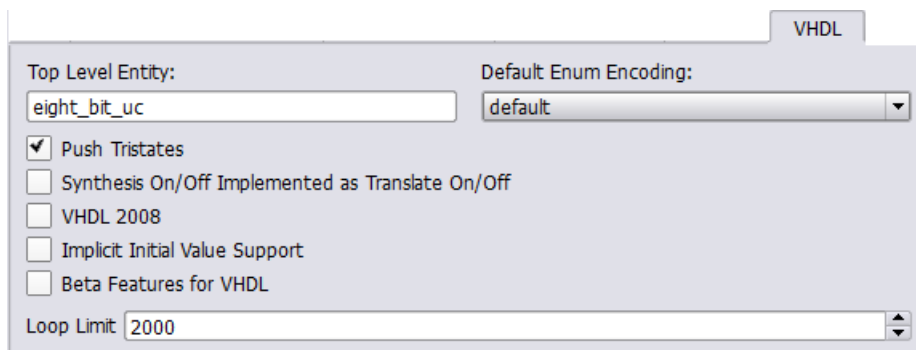 VHDL
Top Level Entity: Default Enum Encoding:
eight_bit_uc default
Push Tristates
Synthesis On/Off Implemented as Translate On/Off
VHDL 2008
Implicit Initial Value Support
Beta Features for VHDL
Loop Limit 2000